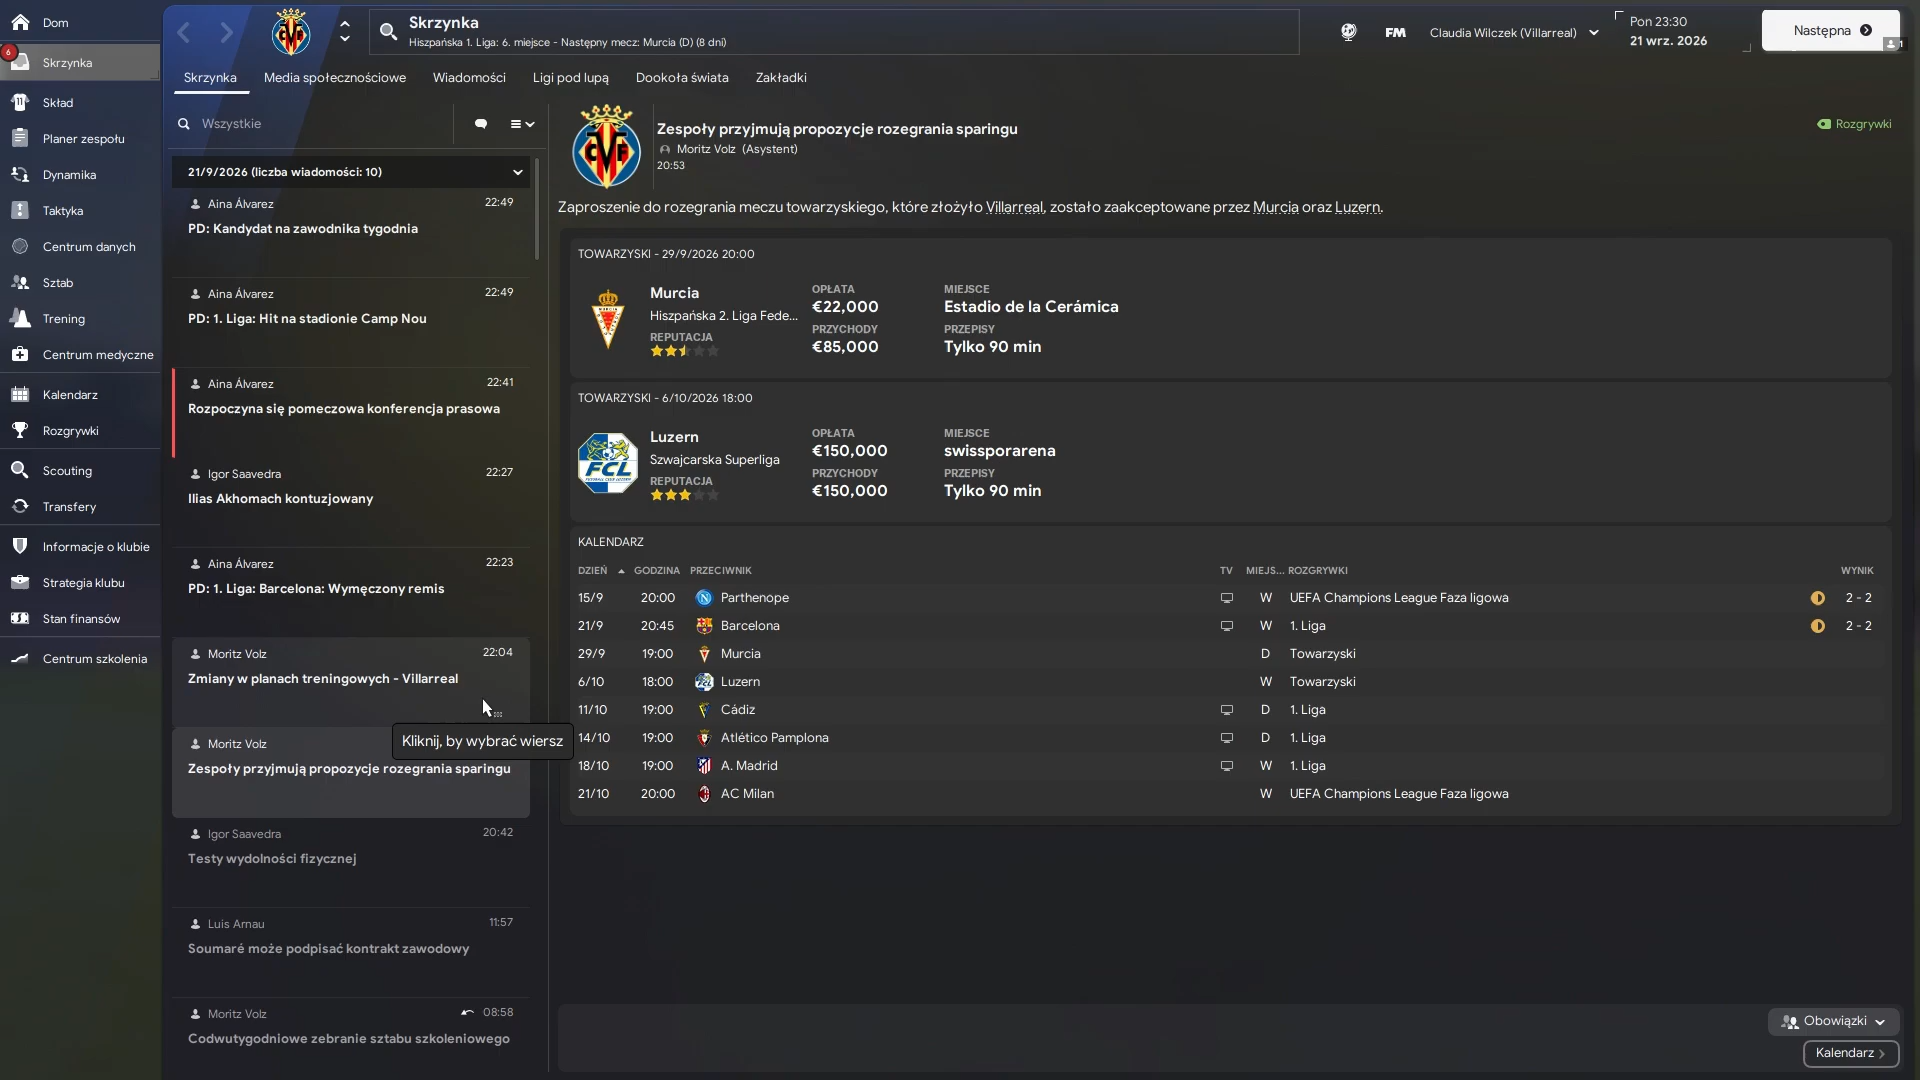 Dom
6
Skrzynka
Skład
Planer zespołu
Dynamika
Taktyka
Centrum danych
Sztab
Trening
Centrum medyczne
Kalendarz
Rozgrywki
Scouting
Transfery
Informacje o klubie
Strategia klubu
Stan finansów
Centrum szkolenia
Skrzynka
Hiszpańska 1. Liga: 6. miejsce - Następny mecz: Murcia (D) (8 dni)
FM
Claudia Wilczek (Villarreal)
Pon 23:30
21 wrz. 2026
Następna
1
Skrzynka Media społecznościowe Wiadomości Ligi pod lupą Dookoła świata Zakładki
Wszystkie
21/9/2026 (liczba wiadomości: 10)
Aina Álvarez 22:49
PD: Kandydat na zawodnika tygodnia
Aina Álvarez 22:49
PD: 1. Liga: Hit na stadionie Camp Nou
Aina Álvarez 22:41
Rozpoczyna się pomeczowa konferencja prasowa
Igor Saavedra 22:27
Ilias Akhomach kontuzjowany
Aina Álvarez 22:23
PD: 1. Liga: Barcelona: Wymęczony remis
Moritz Volz 22:04
Zmiany w planach treningowych - Villarreal
Kliknij, by wybrać wiersz
Moritz Volz
Zespoły przyjmują propozycje rozegrania sparingu
Igor Saavedra 20:42
Testy wydolności fizycznej
Luis Arnau 11:57
Soumaré może podpisać kontrakt zawodowy
Moritz Volz 08:58
Codwutygodniowe zebranie sztabu szkoleniowego
Zespoły przyjmują propozycje rozegrania sparingu
Moritz Volz (Asystent)
20:53
Rozgrywki
Zaproszenie do rozegrania meczu towarzyskiego, które złożyło Villarreal, zostało zaakceptowane przez Murcia oraz Luzern.
TOWARZYSKI - 29/9/2026 20:00
Murcia
Hiszpańska 2. Liga Fede...
REPUTACJA
OPŁATA
€22,000
PRZYCHODY
€85,000
MIEJSCE
Estadio de la Cerámica
PRZEPISY
Tylko 90 min
TOWARZYSKI - 6/10/2026 18:00
Luzern
Szwajcarska Superliga
REPUTACJA
OPŁATA
€150,000
PRZYCHODY
€150,000
MIEJSCE
swissporarena
PRZEPISY
Tylko 90 min
KALENDARZ
DZIEŃ GODZINA PRZECIWNIK TV MIEJS... ROZGRYWKI WYNIK
15/9 20:00 Parthenope W UEFA Champions League Faza ligowa 2 - 2
21/9 20:45 Barcelona W 1. Liga 2 - 2
29/9 19:00 Murcia D Towarzyski
6/10 18:00 Luzern W Towarzyski
11/10 19:00 Cádiz D 1. Liga
14/10 19:00 Atlético Pamplona D 1. Liga
18/10 19:00 A. Madrid W 1. Liga
21/10 20:00 AC Milan W UEFA Champions League Faza ligowa
Obowiązki
Kalendarz